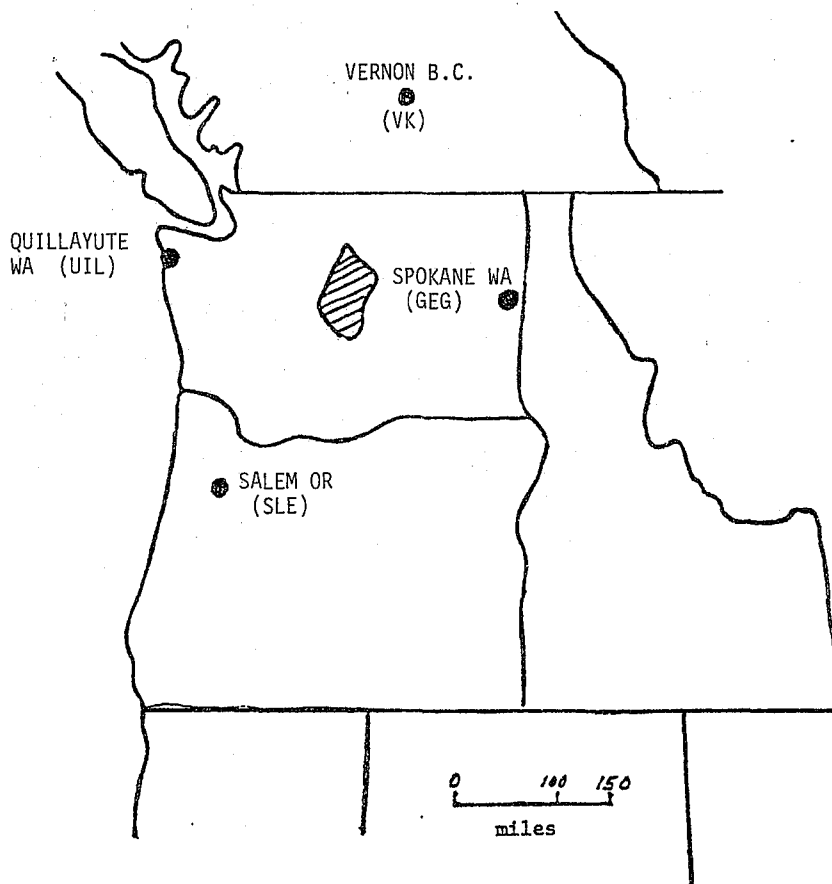 VERNON B.C.
(VK)
QUILLAYUTE
WA (UIL)
SPOKANE WA
(GEG)
SALEM OR
(SLE)
0 100 150
miles